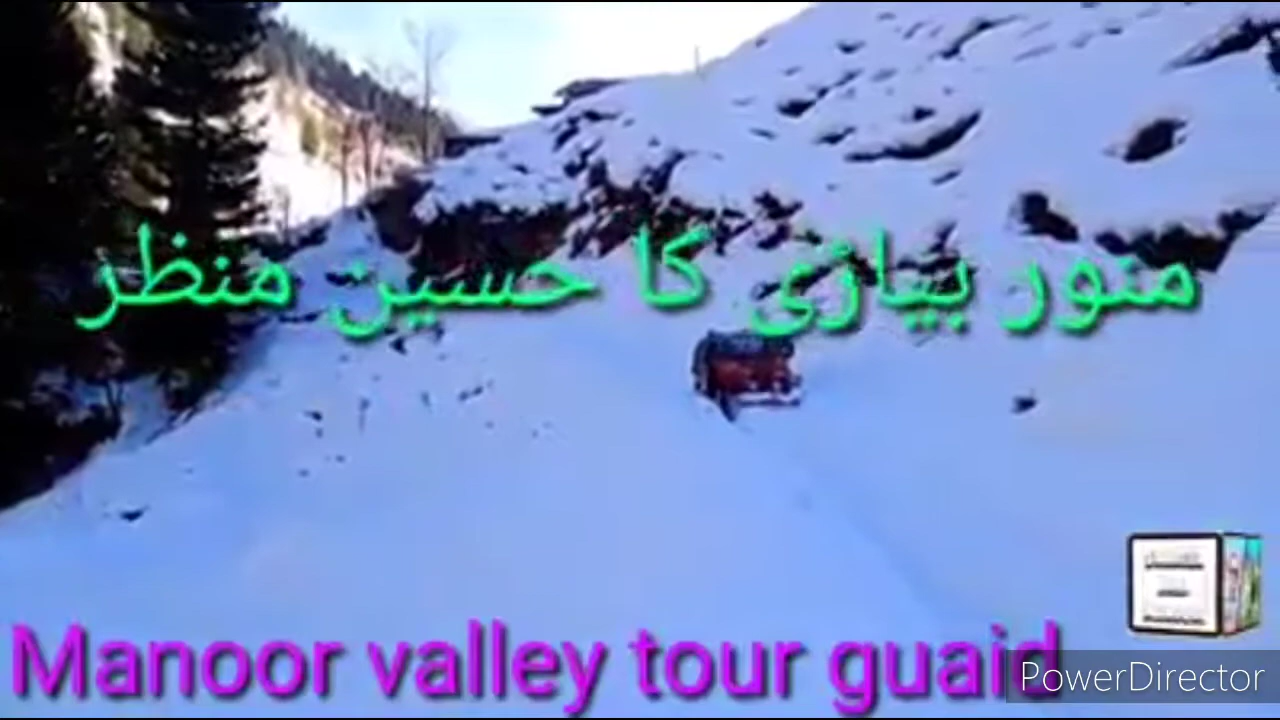 منور بیاڑی کا حسین منظر
Manoor valley tour guaid
PowerDirector